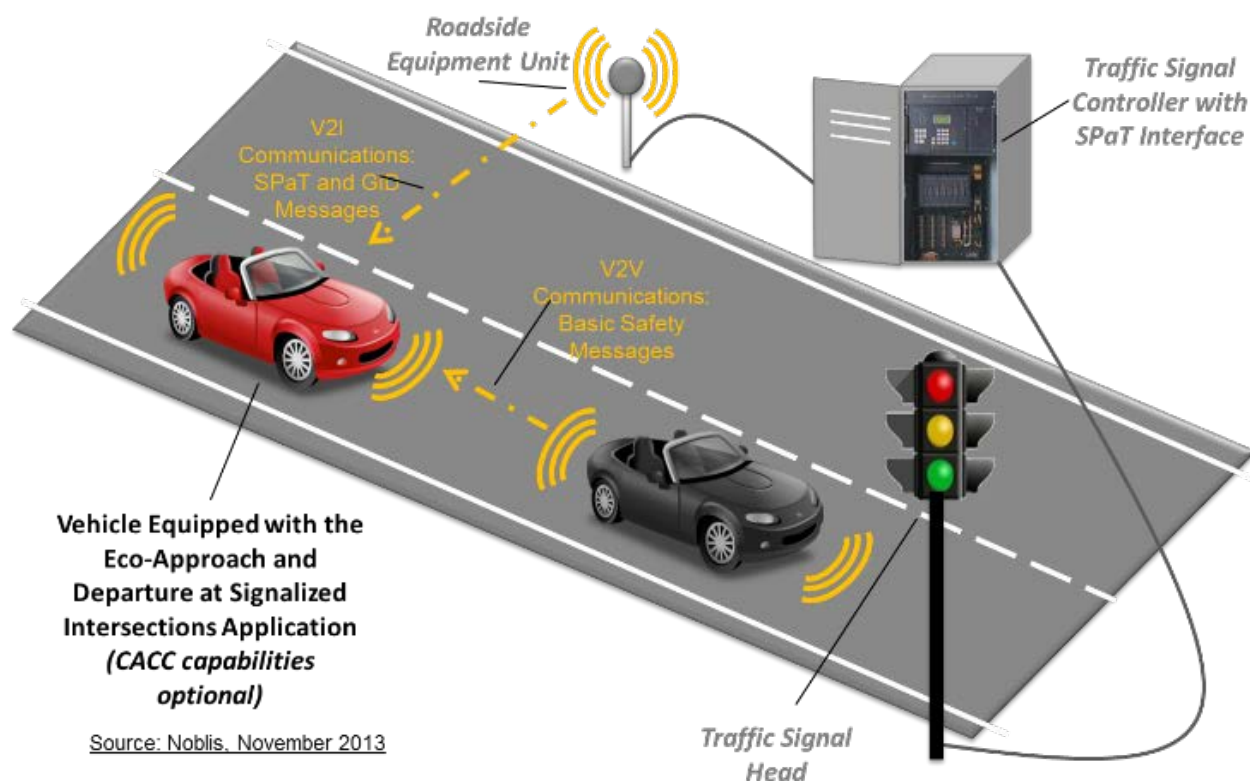 Roadside
Equipment Unit
Traffic Signal
Controller with
SPaT Interface
V2I
Communications:
SPaT and GID
Messages
V2V
Communications:
Basic Safety
Messages
Vehicle Equipped with the
Eco-Approach and
Departure at Signalized
Intersections Application
(CACC capabilities
optional)
Source: Noblis, November 2013
Traffic Signal
Head